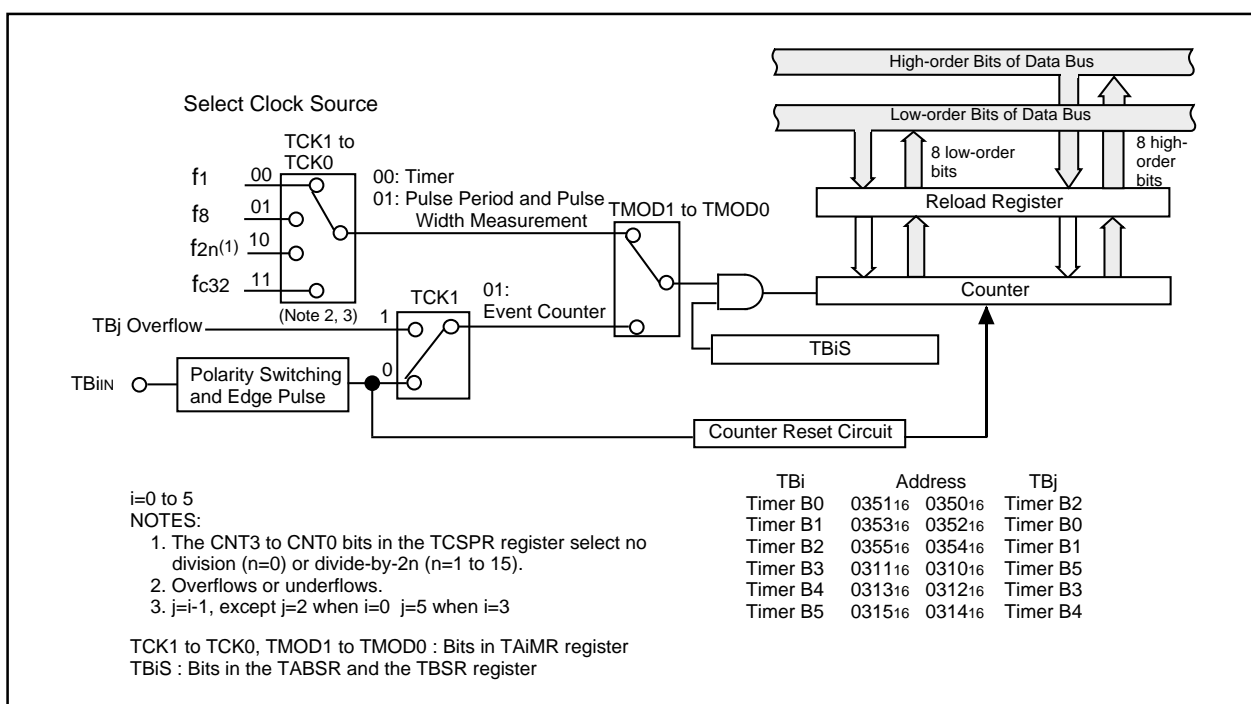 High-order Bits of Data Bus
Select Clock Source
Low-order Bits of Data Bus
TCK1 to
TCK0
8 low-order
bits
8 high-
order
bits
f1 00
f8 01
f2n(1) 10
fC32 11
(Note 2, 3)
00: Timer
01: Pulse Period and Pulse
Width Measurement
TMOD1 to TMOD0
Reload Register
Counter
TCK1
01:
Event Counter
TBj Overflow
1
0
TBiS
TBiIN
Polarity Switching
and Edge Pulse
Counter Reset Circuit
i=0 to 5
NOTES:
1. The CNT3 to CNT0 bits in the TCSPR register select no
division (n=0) or divide-by-2n (n=1 to 15).
2. Overflows or underflows.
3. j=i-1, except j=2 when i=0 j=5 when i=3
TCK1 to TCK0, TMOD1 to TMOD0 : Bits in TAiMR register
TBiS : Bits in the TABSR and the TBSR register
TBi Address TBj
Timer B0 035116 035016 Timer B2
Timer B1 035316 035216 Timer B0
Timer B2 035516 035416 Timer B1
Timer B3 031116 031016 Timer B5
Timer B4 031316 031216 Timer B3
Timer B5 031516 031416 Timer B4